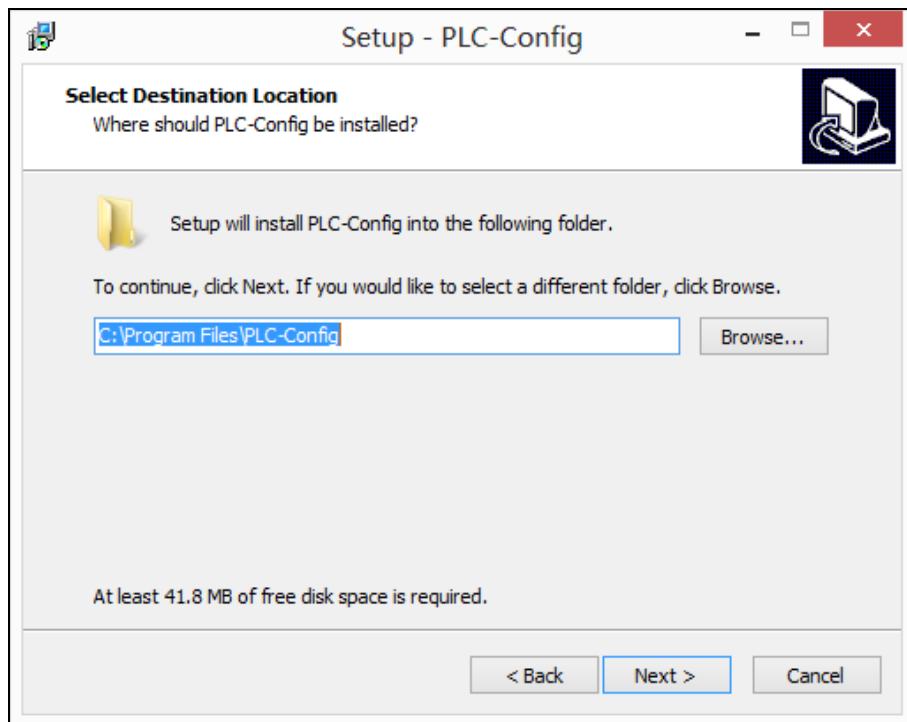 Setup - PLC-Config
Select Destination Location
Where should PLC-Config be installed?
Setup will install PLC-Config into the following folder.
To continue, click Next. If you would like to select a different folder, click Browse.
C:\Program Files\PLC-Config
Browse...
At least 41.8 MB of free disk space is required.
< Back
Next >
Cancel